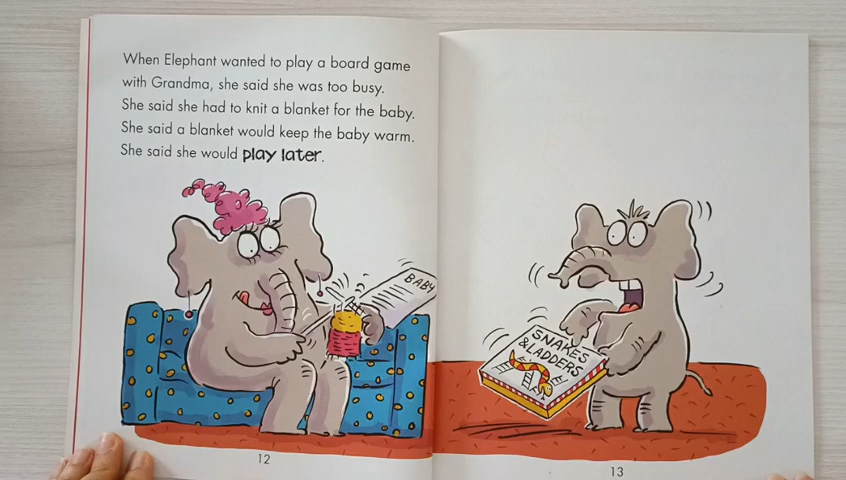 When Elephant wanted to play a board game
with Grandma, she said she was too busy.
She said she had to knit a blanket for the baby.
She said a blanket would keep the baby warm.
She said she would play later.
BABY
SNAKES
& LADDERS
12
13